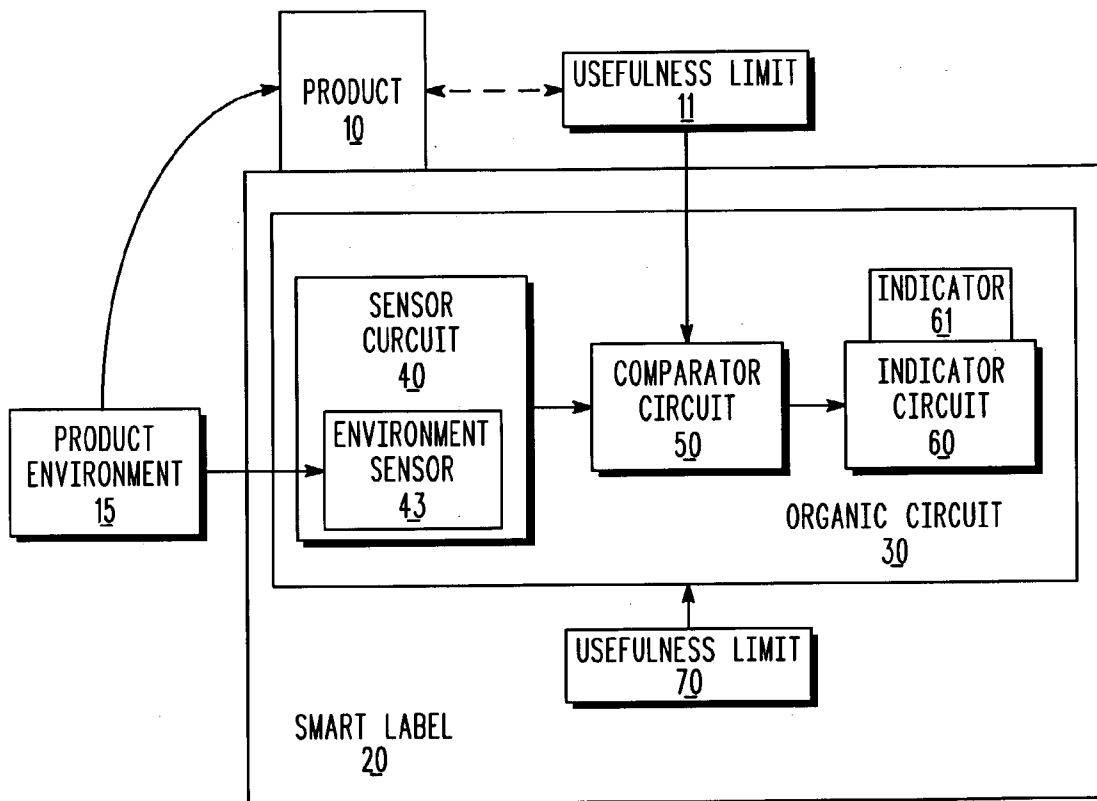 PRODUCT
10
USEFULNESS LIMIT
11
SENSOR
CURCUIT
40
ENVIRONMENT
SENSOR
43
COMPARATOR
CIRCUIT
50
INDICATOR
61
INDICATOR
CIRCUIT
60
PRODUCT
ENVIRONMENT
15
ORGANIC CIRCUIT
30
USEFULNESS LIMIT
70
SMART LABEL
20